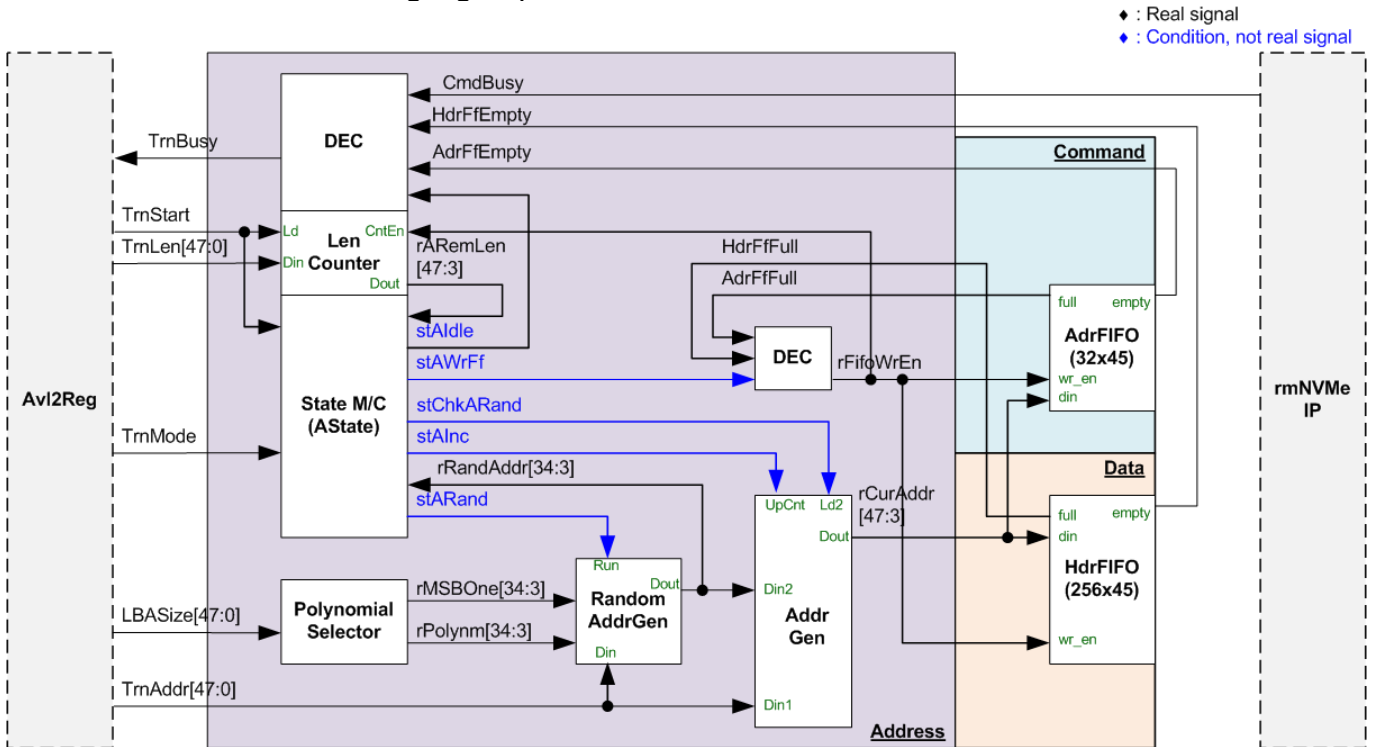 ♦ : Real signal
♦ : Condition, not real signal
CmdBusy
HdrFfEmpty
TrnBusy
DEC
AdrFfEmpty
Command
TrnStart
Ld
Len
Counter
CntEn
TrnLen[47:0]
Din
Dout
rARemLen
[47:3]
HdrFfFull
AdrFfFull
full
empty
AdrFIFO
(32x45)
wr_en
din
stAIdle
stAWrFf
DEC
rFifoWrEn
Avl2Reg
State M/C
(AState)
rmNVMe
IP
stChkARand
TrnMode
stAInc
rRandAddr[34:3]
stARand
Data
UpCnt
Ld2
rCurAddr
[47:3]
Dout
full
empty
din
HdrFIFO
(256x45)
wr_en
Run
Dout
Random
AddrGen
Din
Din2
Addr
Gen
Din1
LBASize[47:0]
Polynomial
Selector
rMSBOne[34:3]
rPolynm[34:3]
TrnAddr[47:0]
Address